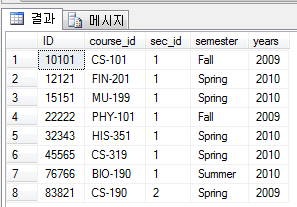 결과 메시지
ID course_id sec_id semester years
1 10101 CS-101 1 Fall 2009
2 12121 FIN-201 1 Spring 2010
3 15151 MU-199 1 Spring 2010
4 22222 PHY-101 1 Fall 2009
5 32343 HIS-351 1 Spring 2010
6 45565 CS-319 1 Spring 2010
7 76766 BIO-190 1 Summer 2010
8 83821 CS-190 2 Spring 2009